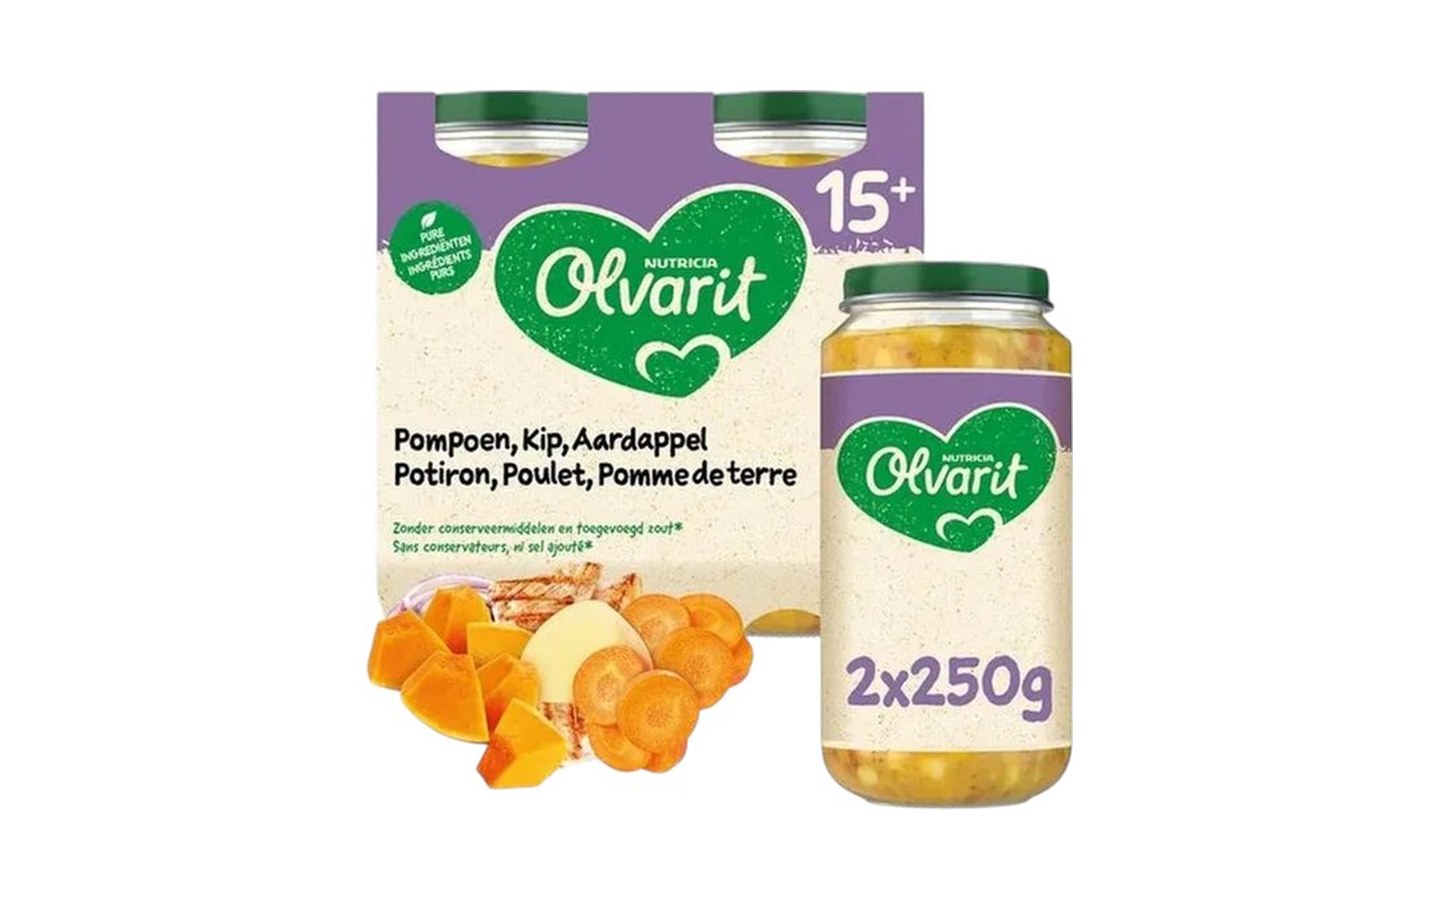 15+
PURE
INGREDIËNTEN
INGRÉDIENTS
PURS
NUTRICIA
Olvarit
Pompoen, Kip, Aardappel
Potiron, Poulet, Pomme de terre
Zonder conserveermiddelen en toegevoegd zout*
Sans conservateurs, ni sel ajouté*
NUTRICIA
Olvarit
2x250g